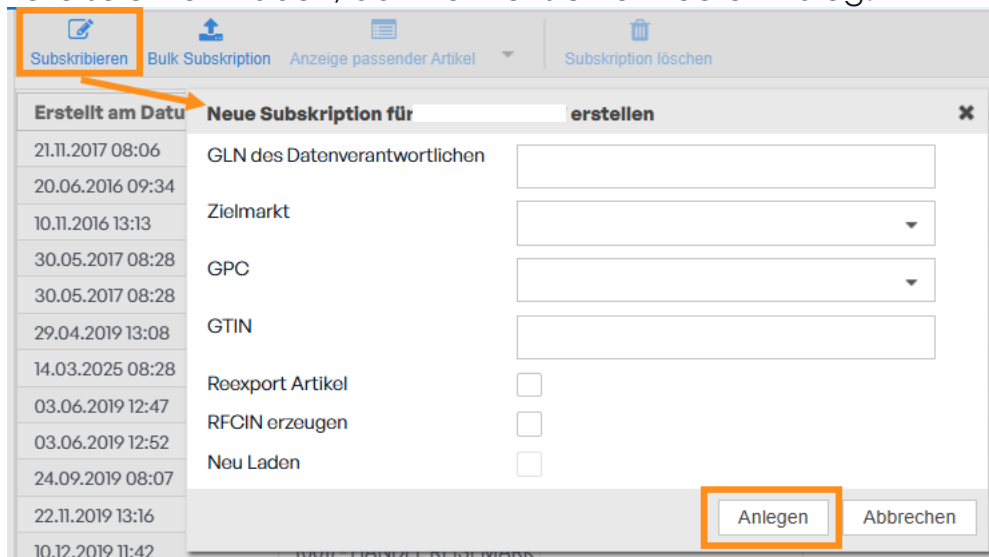 Subskribieren Bulk Subskription Anzeige passender Artikel Subskription löschen
Erstellt am Datu
Neue Subskription für erstellen
21.11.2017 08:06
GLN des Datenverantwortlichen
20.06.2016 09:34
10.11.2016 13:13
Zielmarkt
30.05.2017 08:28
GPC
30.05.2017 08:28
29.04.2019 13:08
GTIN
14.03.2025 08:28
Reexport Artikel
03.06.2019 12:47
RFCIN erzeugen
03.06.2019 12:52
Neu Laden
24.09.2019 08:07
22.11.2019 13:16
Anlegen Abbrechen
10.12.2019 11:42